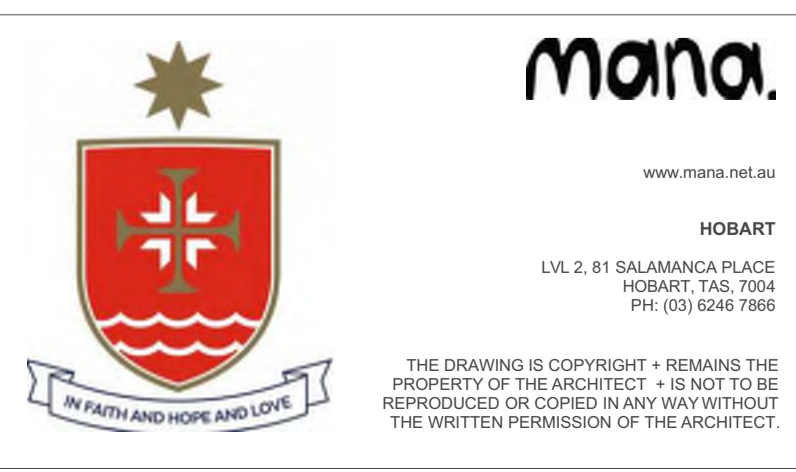 mana.
www.mana.net.au
HOBART
LVL 2, 81 SALAMANCA PLACE
HOBART, TAS, 7004
PH: (03) 6246 7866
THE DRAWING IS COPYRIGHT + REMAINS THE
PROPERTY OF THE ARCHITECT + IS NOT TO BE
REPRODUCED OR COPIED IN ANY WAY WITHOUT
THE WRITTEN PERMISSION OF THE ARCHITECT.
IN FAITH AND HOPE AND LOVE